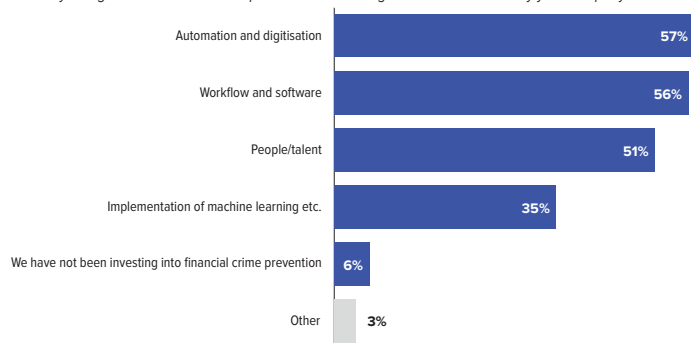 Automation and digitisation 57%
Workflow and software 56%
People/talent 51%
Implementation of machine learning etc. 35%
We have not been investing into financial crime prevention 6%
Other 3%